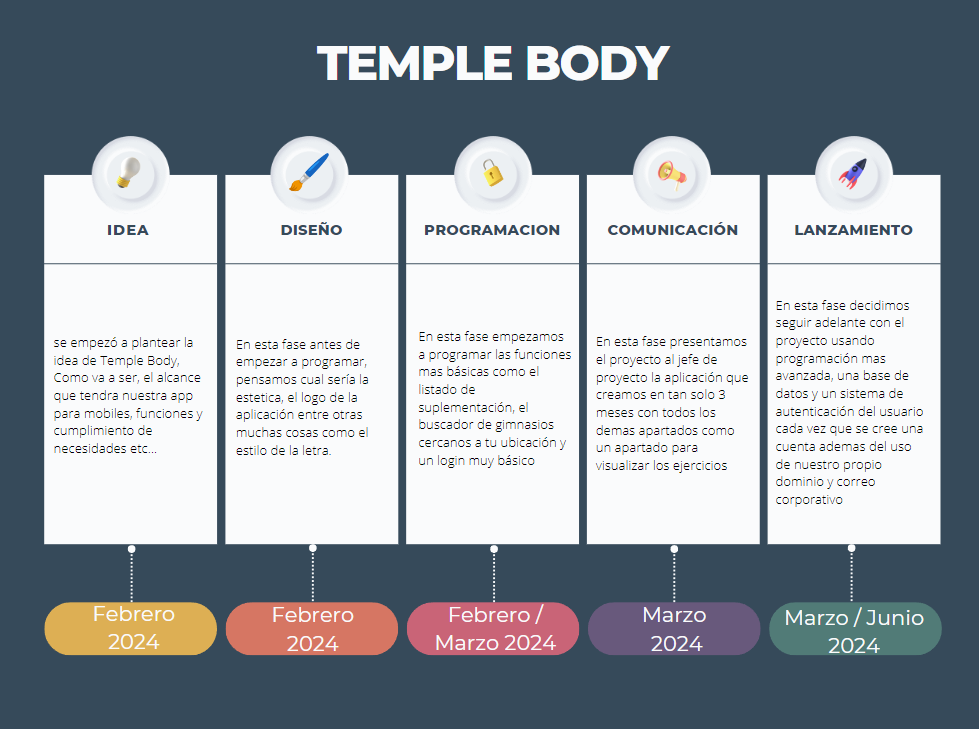 TEMPLE BODY
IDEA
se empezó a plantear la
idea de Temple Body,
Como va a ser, el alcance
que tendra nuestra app
para mobiles, funciones y
cumplimiento de
necesidades etc...
Febrero
2024
DISEÑO
En esta fase antes de
empezar a programar,
pensamos cual sería la
estetica, el logo de la
aplicación entre otras
muchas cosas como el
estilo de la letra.
Febrero
2024
PROGRAMACION
En esta fase empezamos
a programar las funciones
mas básicas como el
listado de
suplementación, el
buscador de gimnasios
cercanos a tu ubicación y
un login muy básico
Febrero /
Marzo 2024
COMUNICACIÓN
En esta fase presentamos
el proyecto al jefe de
proyecto la aplicación que
creamos en tan solo 3
meses con todos los
demas apartados como
un apartado para
visualizar los ejercicios
Marzo
2024
LANZAMIENTO
En esta fase decidimos
seguir adelante con el
proyecto usando
programación mas
avanzada, una base de
datos y un sistema de
autenticación del usuario
cada vez que se cree una
cuenta ademas del uso
de nuestro propio
dominio y correo
corporativo
Marzo / Junio
2024